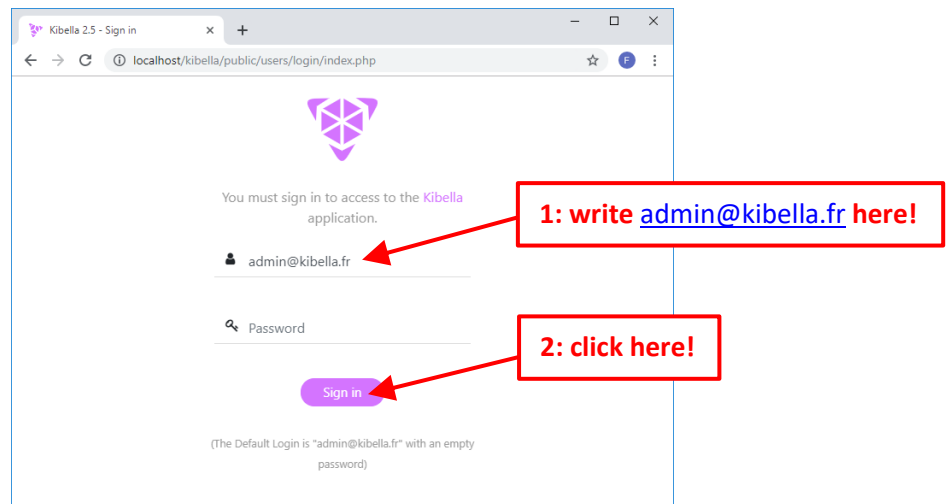 Kibella 2.5 - Sign in
localhost/kibella/public/users/login/index.php
F
You must sign in to access to the Kibella
application.
1: write admin@kibella.fr here!
admin@kibella.fr
Password
2: click here!
Sign in
(The Default Login is "admin@kibella.fr" with an empty
password)